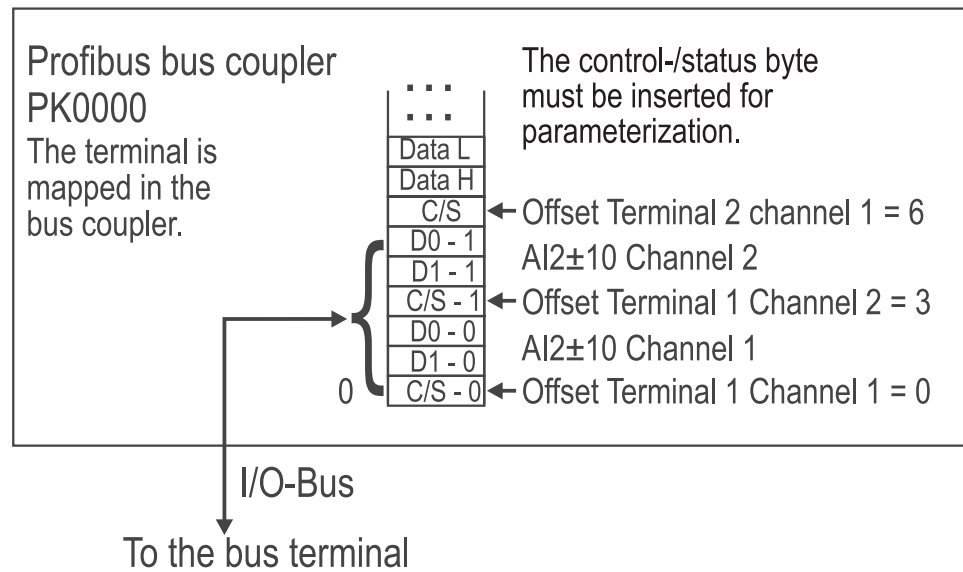 Profibus bus coupler
PK0000
The terminal is
mapped in the
bus coupler.
The control-/status byte
must be inserted for
parameterization.
...
...
Data L
Data H
C/S
Offset Terminal 2 channel 1 = 6
D0 - 1
AI2±10 Channel 2
D1 - 1
C/S - 1
Offset Terminal 1 Channel 2 = 3
D0 - 0
AI2±10 Channel 1
D1 - 0
0
C/S - 0
Offset Terminal 1 Channel 1 = 0
I/O-Bus
To the bus terminal